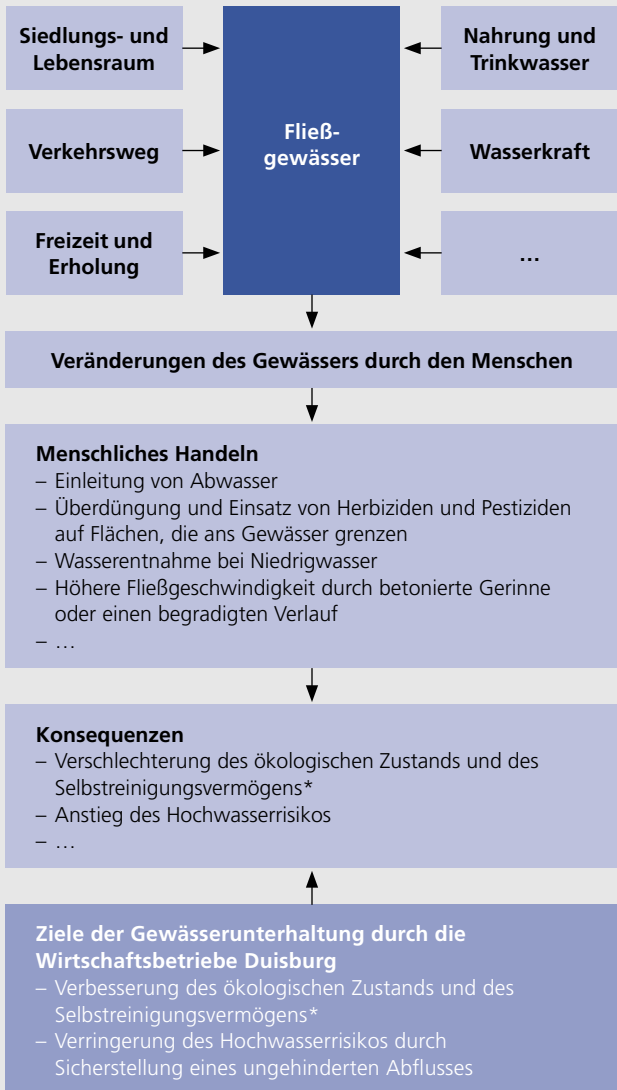 Siedlungs- und
Lebensraum
Verkehrsweg
Freizeit und
Erholung
Fließ-
gewässer
Nahrung und
Trinkwasser
Wasserkraft
…
Veränderungen des Gewässers durch den Menschen
Menschliches Handeln
– Einleitung von Abwasser
– Überdüngung und Einsatz von Herbiziden und Pestiziden
auf Flächen, die ans Gewässer grenzen
– Wasserentnahme bei Niedrigwasser
– Höhere Fließgeschwindigkeit durch betonierte Gerinne
oder einen begradigten Verlauf
– …
Konsequenzen
– Verschlechterung des ökologischen Zustands und des
Selbstreinigungsvermögens*
– Anstieg des Hochwasserrisikos
– …
Ziele der Gewässerunterhaltung durch die
Wirtschaftsbetriebe Duisburg
– Verbesserung des ökologischen Zustands und des
Selbstreinigungsvermögens*
– Verringerung des Hochwasserrisikos durch
Sicherstellung eines ungehinderten Abflusses